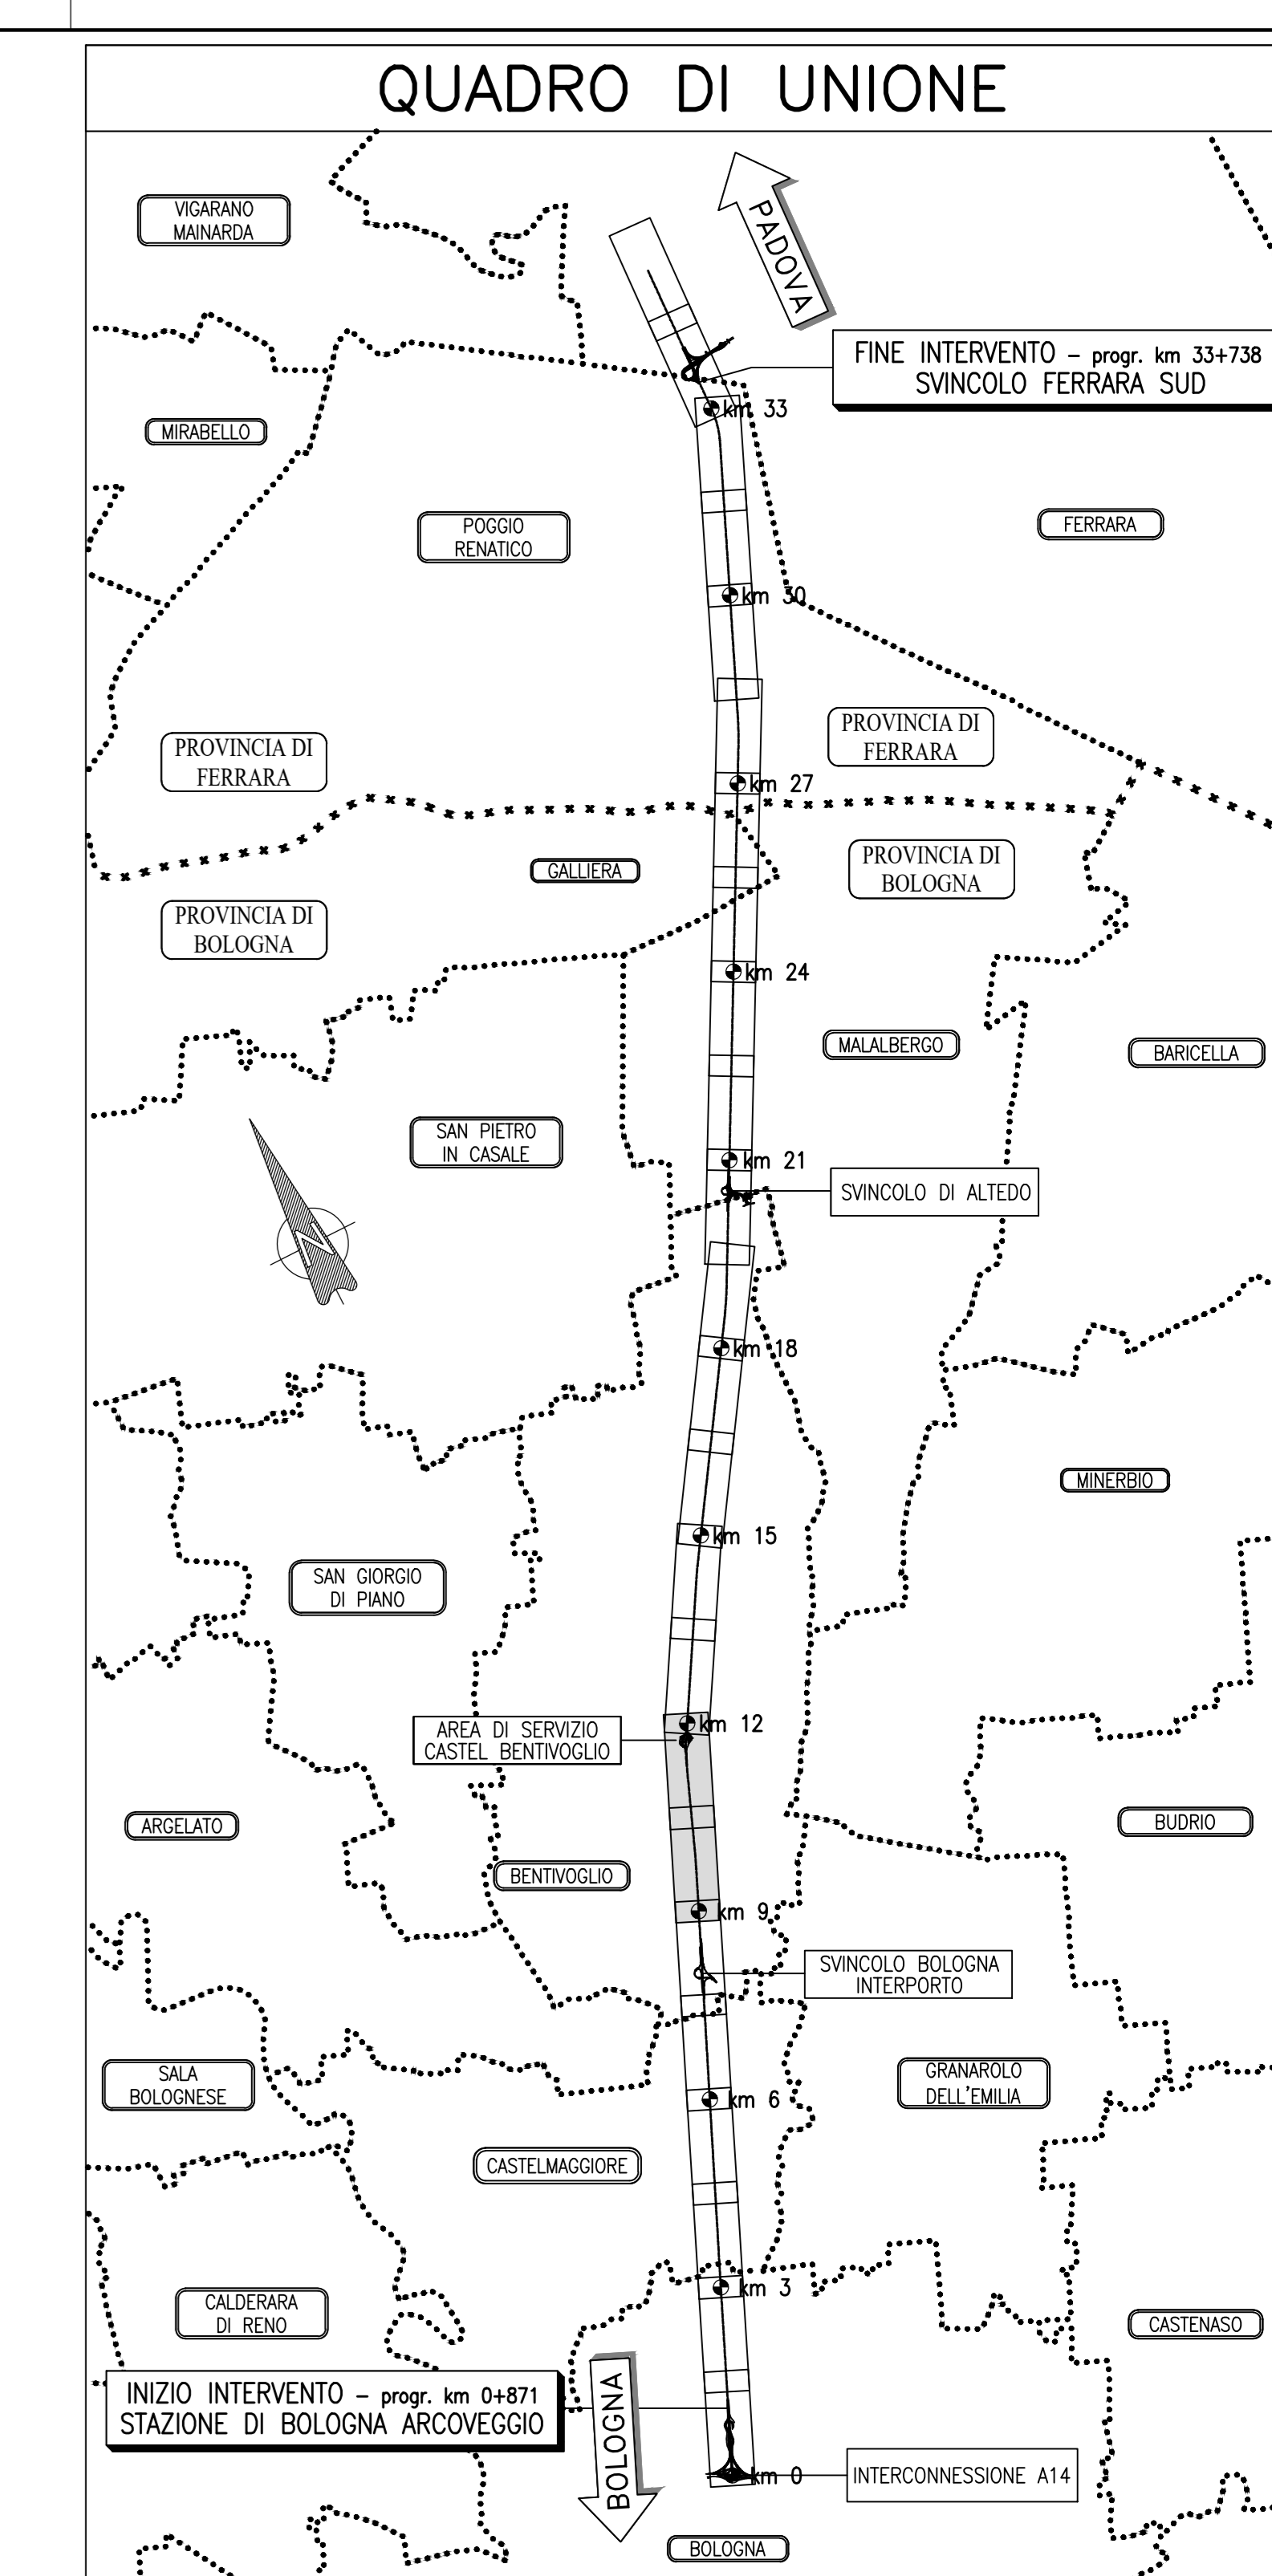 QUADRO DI UNIONE
VIGARANO
MAINARDA
PADOVA
FINE INTERVENTO – progr. km 33+738
SVINCOLO FERRARA SUD
km 33
MIRABELLO
POGGIO
RENATICO
FERRARA
km 30
PROVINCIA DI
FERRARA
PROVINCIA DI
FERRARA
km 27
GALLIERA
PROVINCIA DI
BOLOGNA
PROVINCIA DI
BOLOGNA
km 24
MALALBERGO
BARICELLA
SAN PIETRO
IN CASALE
km 21
SVINCOLO DI ALTEDO
N
km 18
MINERBIO
km 15
SAN GIORGIO
DI PIANO
km 12
AREA DI SERVIZIO
CASTEL BENTIVOGLIO
ARGELATO
BUDRIO
BENTIVOGLIO
km 9
SVINCOLO BOLOGNA
INTERPORTO
SALA
BOLOGNESE
GRANAROLO
DELL'EMILIA
km 6
CASTELMAGGIORE
km 3
CALDERARA
DI RENO
CASTENASO
INIZIO INTERVENTO – progr. km 0+871
STAZIONE DI BOLOGNA ARCOVEGGIO
BOLOGNA
km 0
INTERCONNESSIONE A14
BOLOGNA